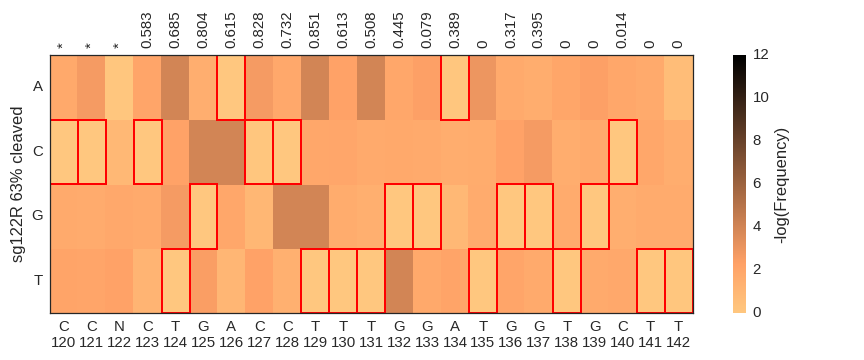 * * * 0.583 0.685 0.804 0.615 0.828 0.732 0.851 0.613 0.508 0.445 0.079 0.389 0 0.317 0.395 0 0 0.014 0 0
sg122R 63% cleaved
A
C
G
T
C C N C T G A C C T T T G G A T G G T G C T T
120 121 122 123 124 125 126 127 128 129 130 131 132 133 134 135 136 137 138 139 140 141 142
12
10
8
6
4
2
0
-log(Frequency)